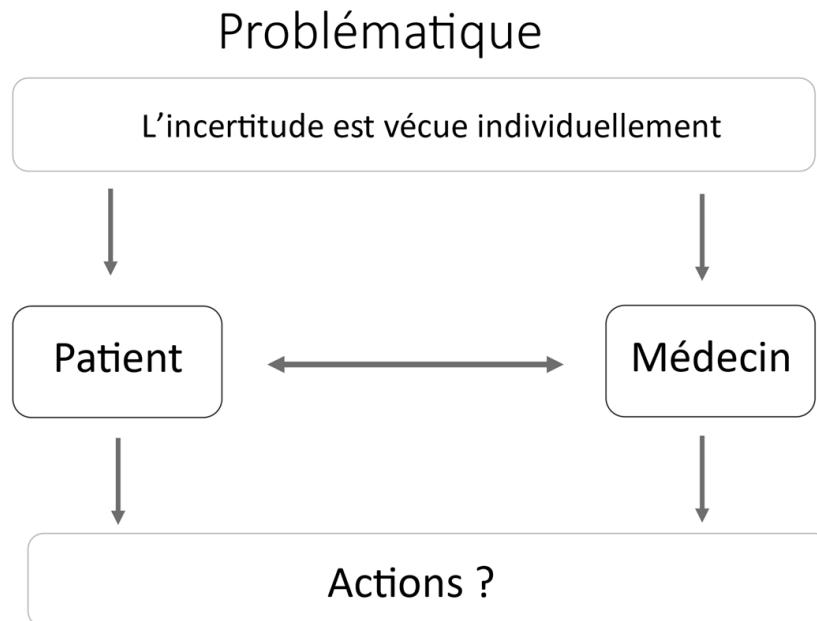 Problématique
L’incertitude est vécue individuellement
Patient
Médecin
Actions ?